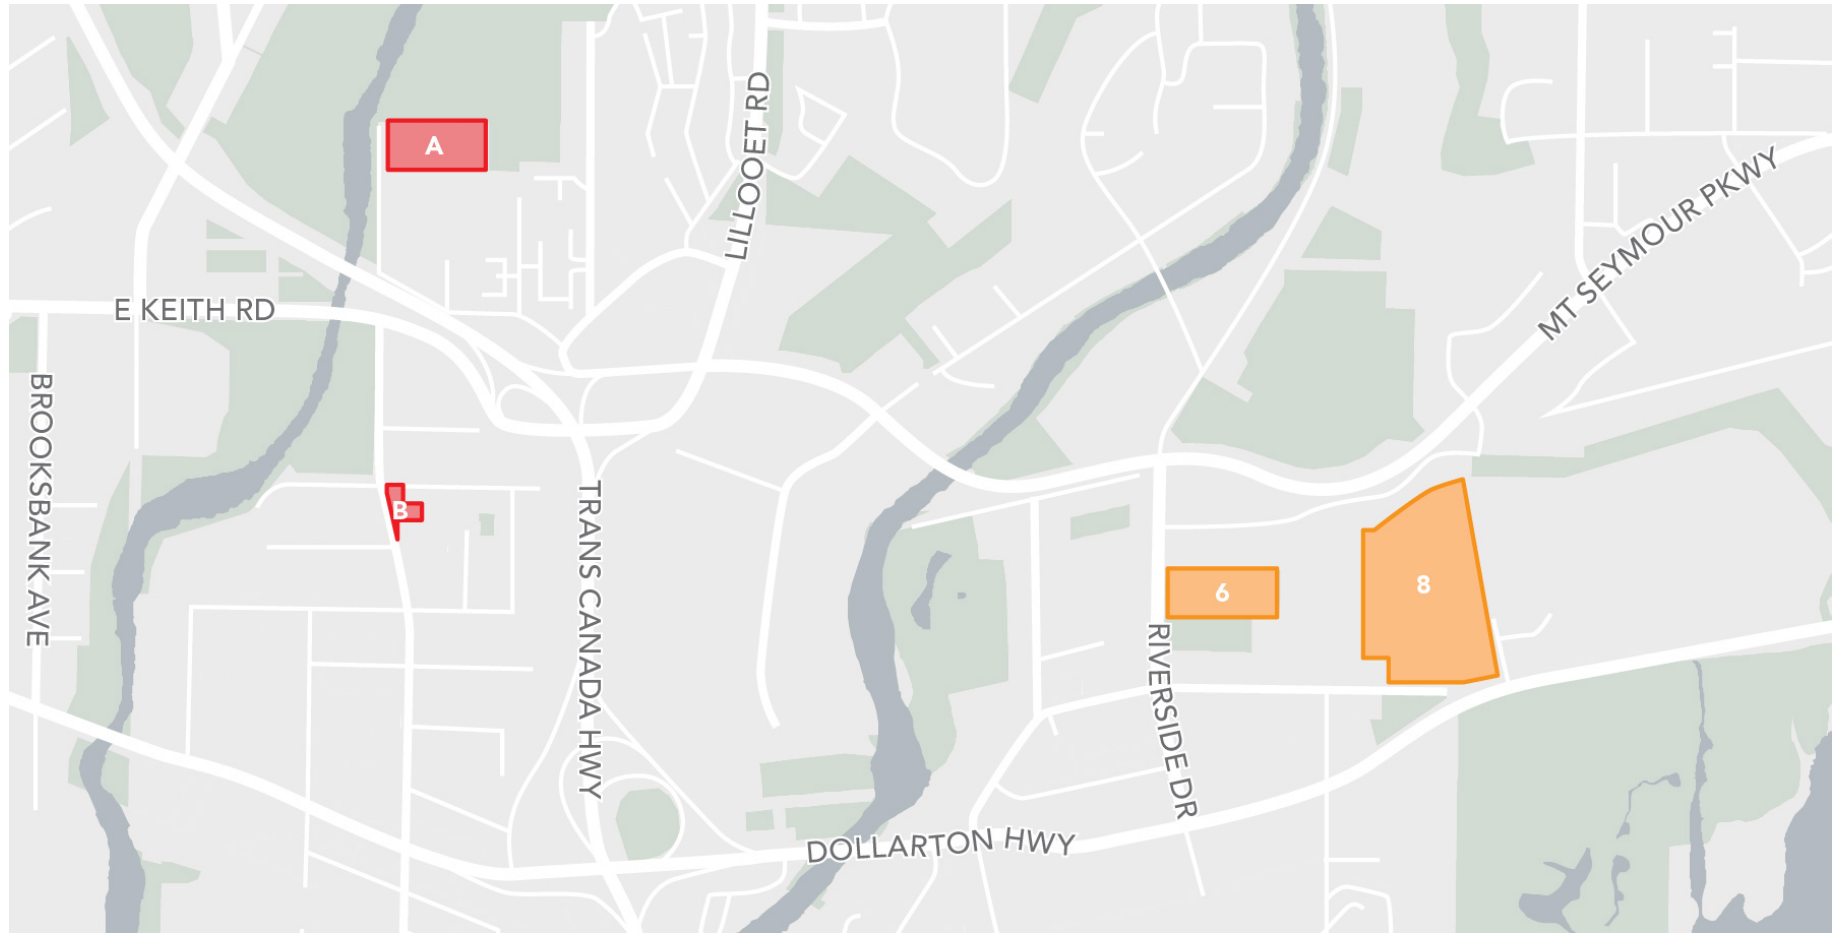 A
LILLOOET RD
MT SEYMOUR PKWY
E KEITH RD
BROOKSBANK AVE
B
TRANS CANADA HWY
6
8
RIVERSIDE DR
DOLLARTON HWY